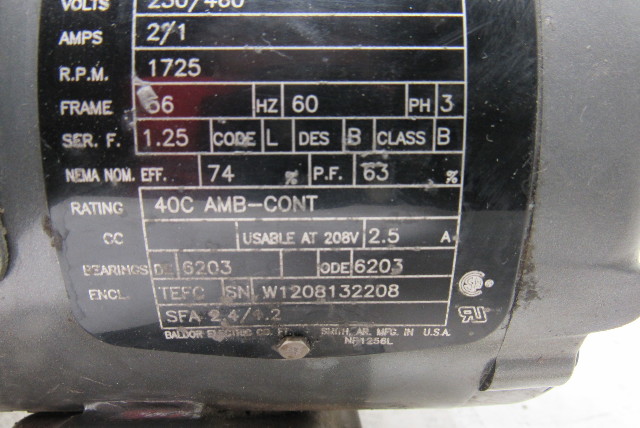 VOLTS 230/460
AMPS 2/1
R.P.M. 1725
FRAME 56 HZ 60 PH 3
SER. F. 1.25 CODE L DES B CLASS B
NEMA NOM. EFF. 74 % P.F. 63 %
RATING 40C AMB-CONT
CC USABLE AT 208V 2.5 A
BEARINGS DE 6203 ODE 6203
ENCL. TEFC SN W1208132208
SFA 2.4/1.2
BALDOR ELECTRIC CO. FT. SMITH, AR. MFG. IN U.S.A.
NP1256L